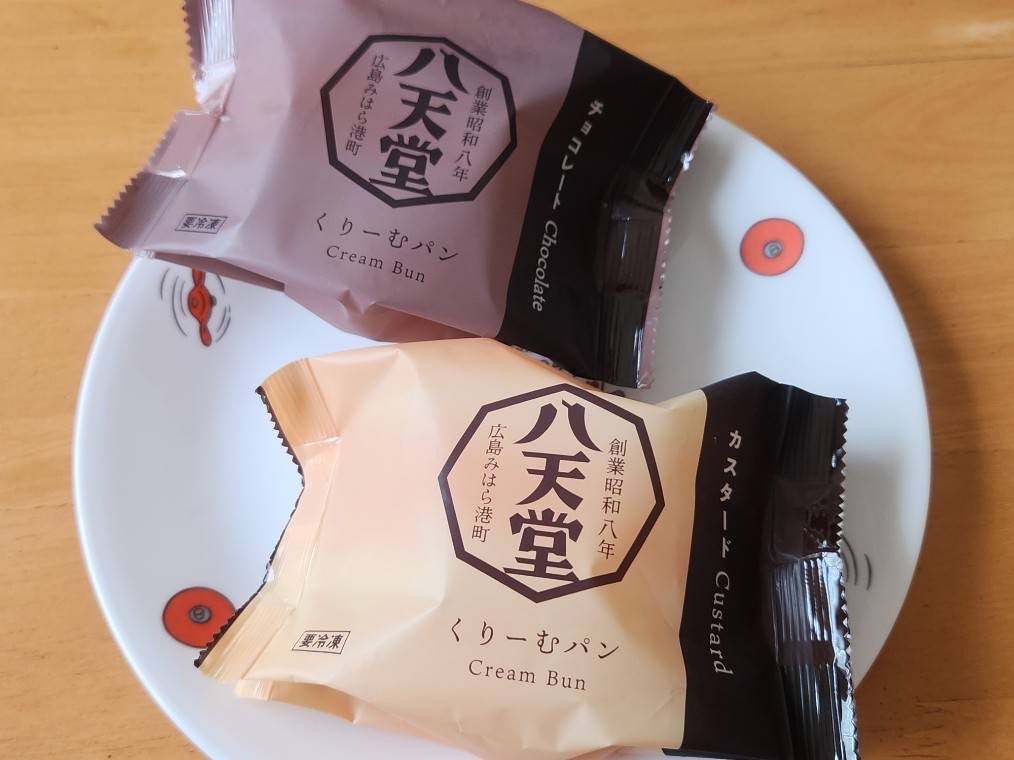 創業昭和八年
八天堂
広島みはら港町
くりーむパン
Cream Bun
要冷凍
チョコレート Chocolate
創業昭和八年
八天堂
広島みはら港町
くりーむパン
Cream Bun
要冷凍
カスタード Custard